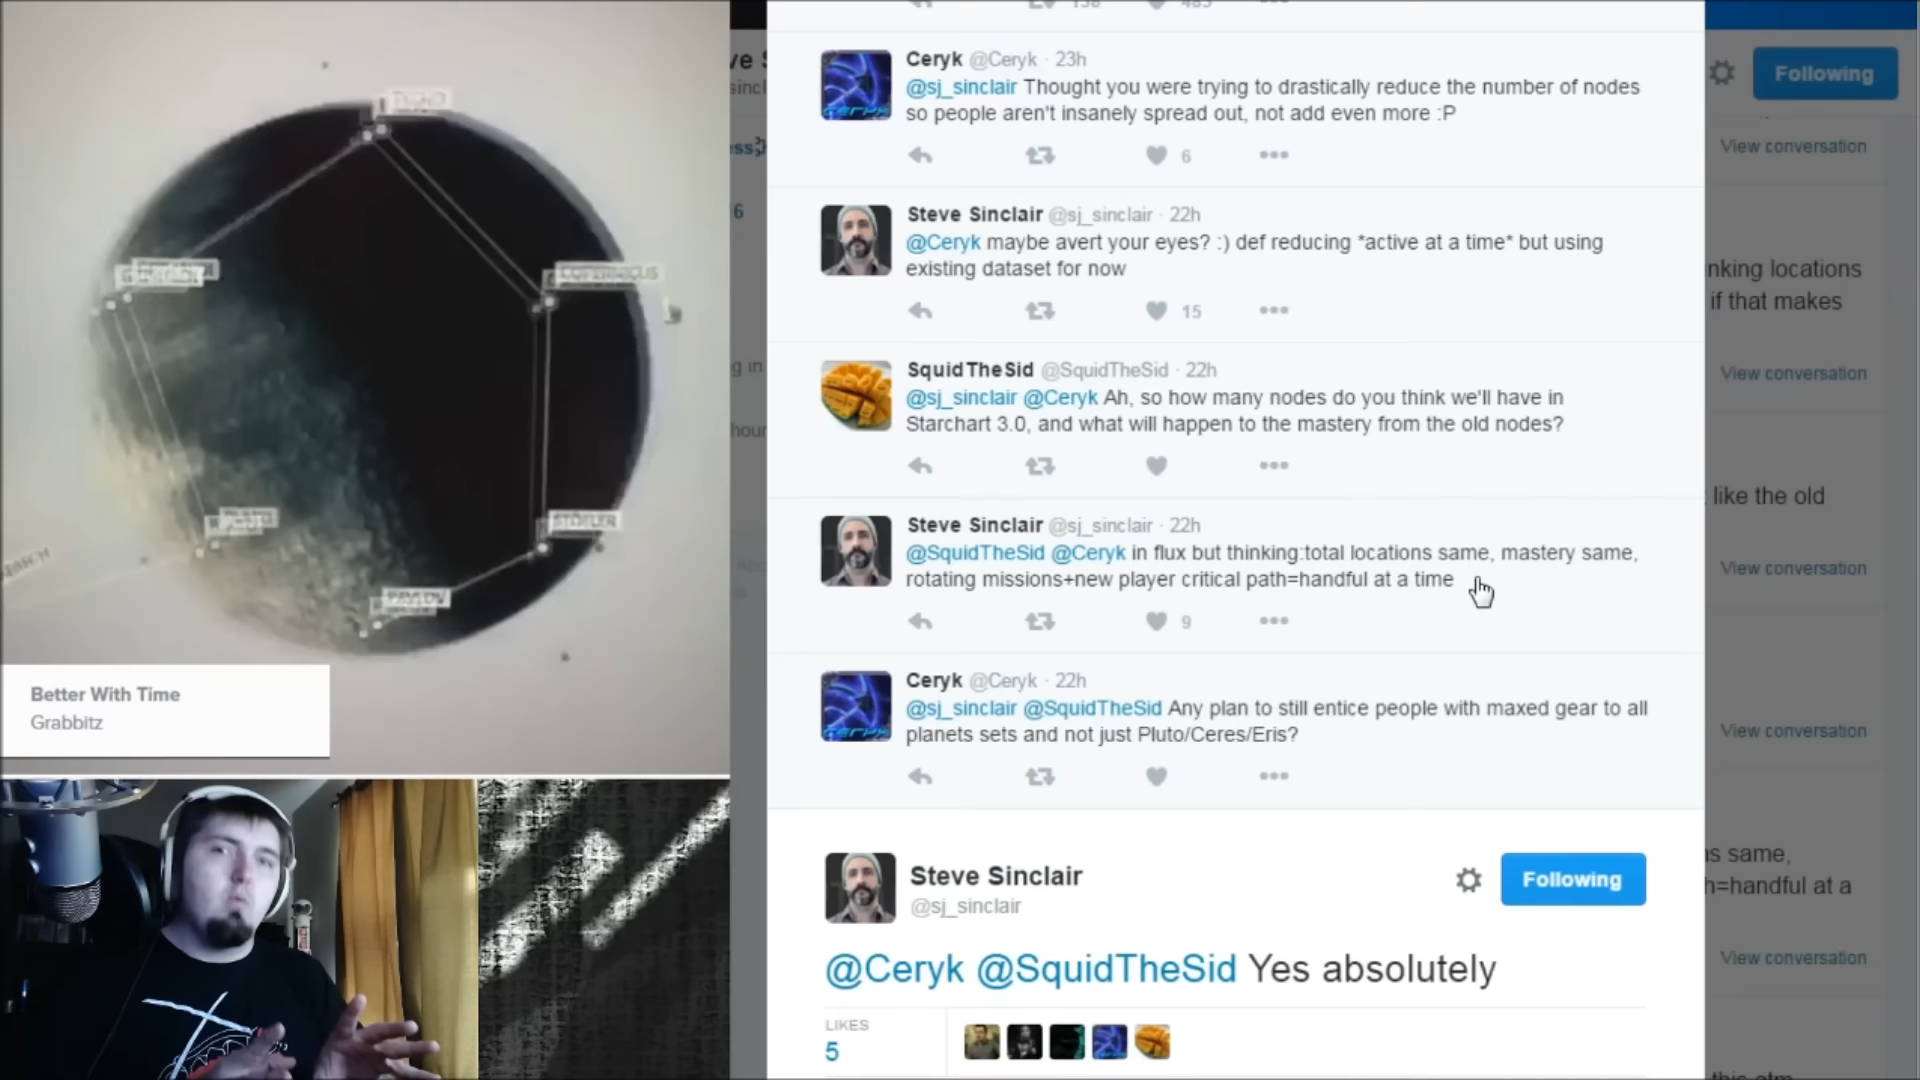 COPERNICUS
STÖFLER
PAVLOV
Better With Time
Grabbitz
Ceryk @Ceryk · 23h
@sj_sinclair Thought you were trying to drastically reduce the number of nodes
so people aren't insanely spread out, not add even more :P
6
Steve Sinclair @sj_sinclair · 22h
@Ceryk maybe avert your eyes? :) def reducing *active at a time* but using
existing dataset for now
15
SquidTheSid @SquidTheSid · 22h
@sj_sinclair @Ceryk Ah, so how many nodes do you think we'll have in
Starchart 3.0, and what will happen to the mastery from the old nodes?
Steve Sinclair @sj_sinclair · 22h
@SquidTheSid @Ceryk in flux but thinking:total locations same, mastery same,
rotating missions+new player critical path=handful at a time
9
Ceryk @Ceryk · 22h
@sj_sinclair @SquidTheSid Any plan to still entice people with maxed gear to all
planets sets and not just Pluto/Ceres/Eris?
Steve Sinclair
@sj_sinclair
Following
@Ceryk @SquidTheSid Yes absolutely
LIKES
5
Following
View conversation
nking locations
if that makes
View conversation
like the old
View conversation
View conversation
s same,
h=handful at a
View conversation